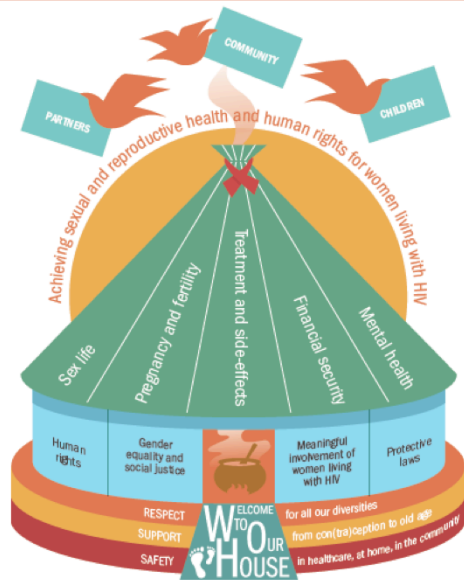 COMMUNITY
PARTNERS
CHILDREN
Achieving sexual and reproductive health and human rights for women living with HIV
Sex life
Pregnancy and fertility
Treatment and side-effects
Financial security
Mental health
Human
rights
Gender
equality and
social justice
Meaningful
involvement of
women living
with HIV
Protective
laws
RESPECT for all our diversities
SUPPORT from con(tra)ception to old age
SAFETY in healthcare, at home, in the community
WELCOME
TO OUR
HOUSE